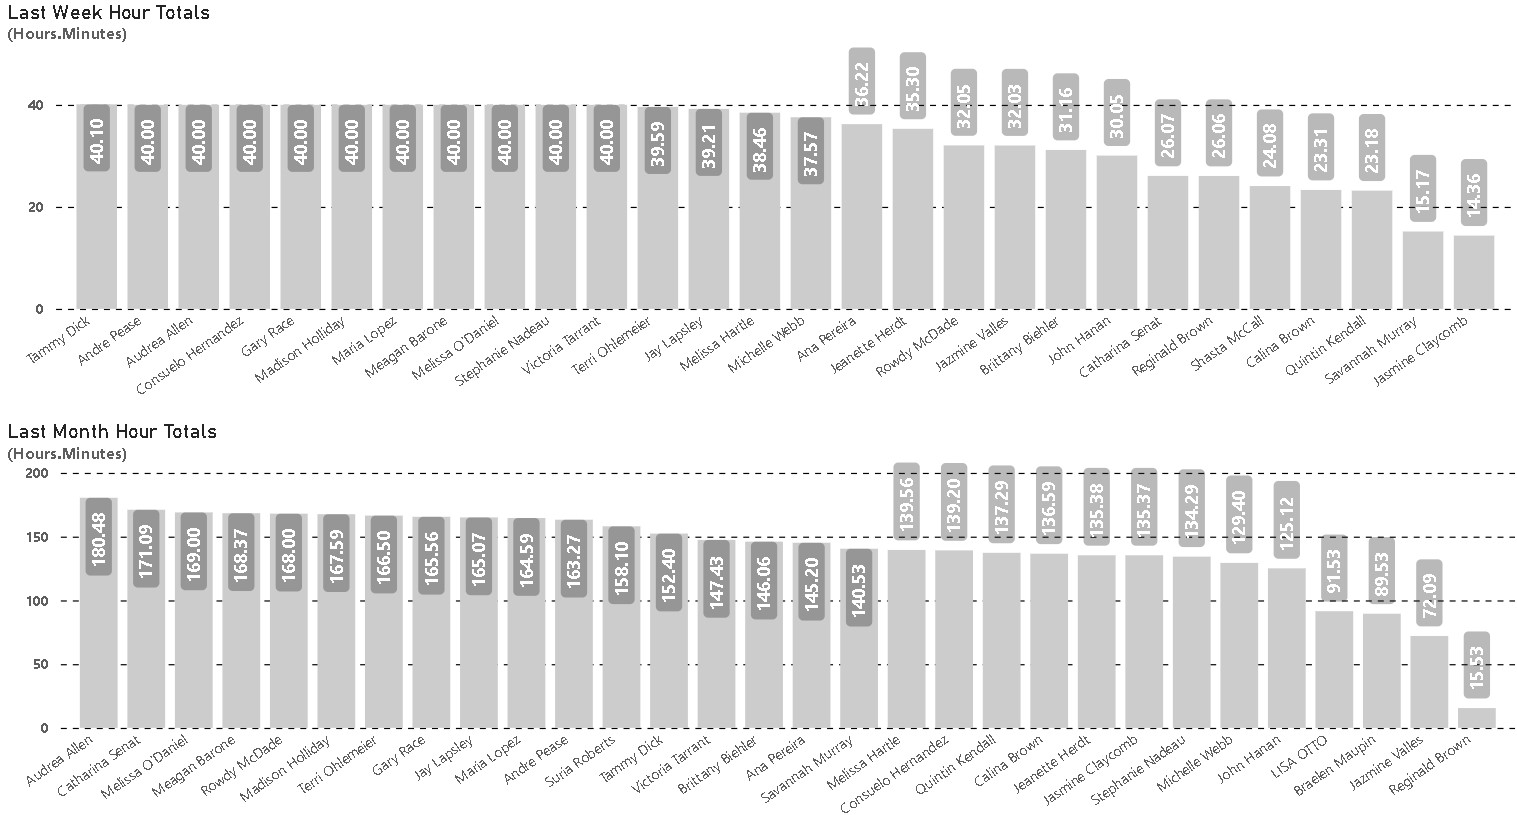 Last Week Hour Totals
(Hours.Minutes)
40
20
0
40.10
40.00
40.00
40.00
40.00
40.00
40.00
40.00
40.00
40.00
40.00
39.59
39.21
38.46
37.57
36.22
35.30
32.05
32.03
31.16
30.05
26.07
26.06
24.08
23.31
23.18
15.17
14.36
Tammy Dick
Andre Pease
Audrea Allen
Consuelo Hernandez
Gary Race
Madison Holliday
Maria Lopez
Meagan Barone
Melissa O'Daniel
Stephanie Nadeau
Victoria Tarrant
Terri Ohlemeier
Jay Lapsley
Melissa Hartle
Michelle Webb
Ana Pereira
Jeanette Herdt
Rowdy McDade
Jazmine Valles
Brittany Biehler
John Hanan
Catharina Senat
Reginald Brown
Shasta McCall
Calina Brown
Quintin Kendall
Savannah Murray
Jasmine Claycomb
Last Month Hour Totals
(Hours.Minutes)
200
150
100
50
0
180.48
171.09
169.00
168.37
168.00
167.59
166.50
165.56
165.07
164.59
163.27
158.10
152.40
147.43
146.06
145.20
140.53
139.56
139.20
137.29
136.59
135.38
135.37
134.29
129.40
125.12
91.53
89.53
72.09
15.53
Audrea Allen
Catharina Senat
Melissa O'Daniel
Meagan Barone
Rowdy McDade
Madison Holliday
Terri Ohlemeier
Gary Race
Jay Lapsley
Maria Lopez
Andre Pease
Suria Roberts
Tammy Dick
Victoria Tarrant
Brittany Biehler
Ana Pereira
Savannah Murray
Melissa Hartle
Consuelo Hernandez
Quintin Kendall
Calina Brown
Jeanette Herdt
Jasmine Claycomb
Stephanie Nadeau
Michelle Webb
John Hanan
LISA OTTO
Braelen Maupin
Jazmine Valles
Reginald Brown